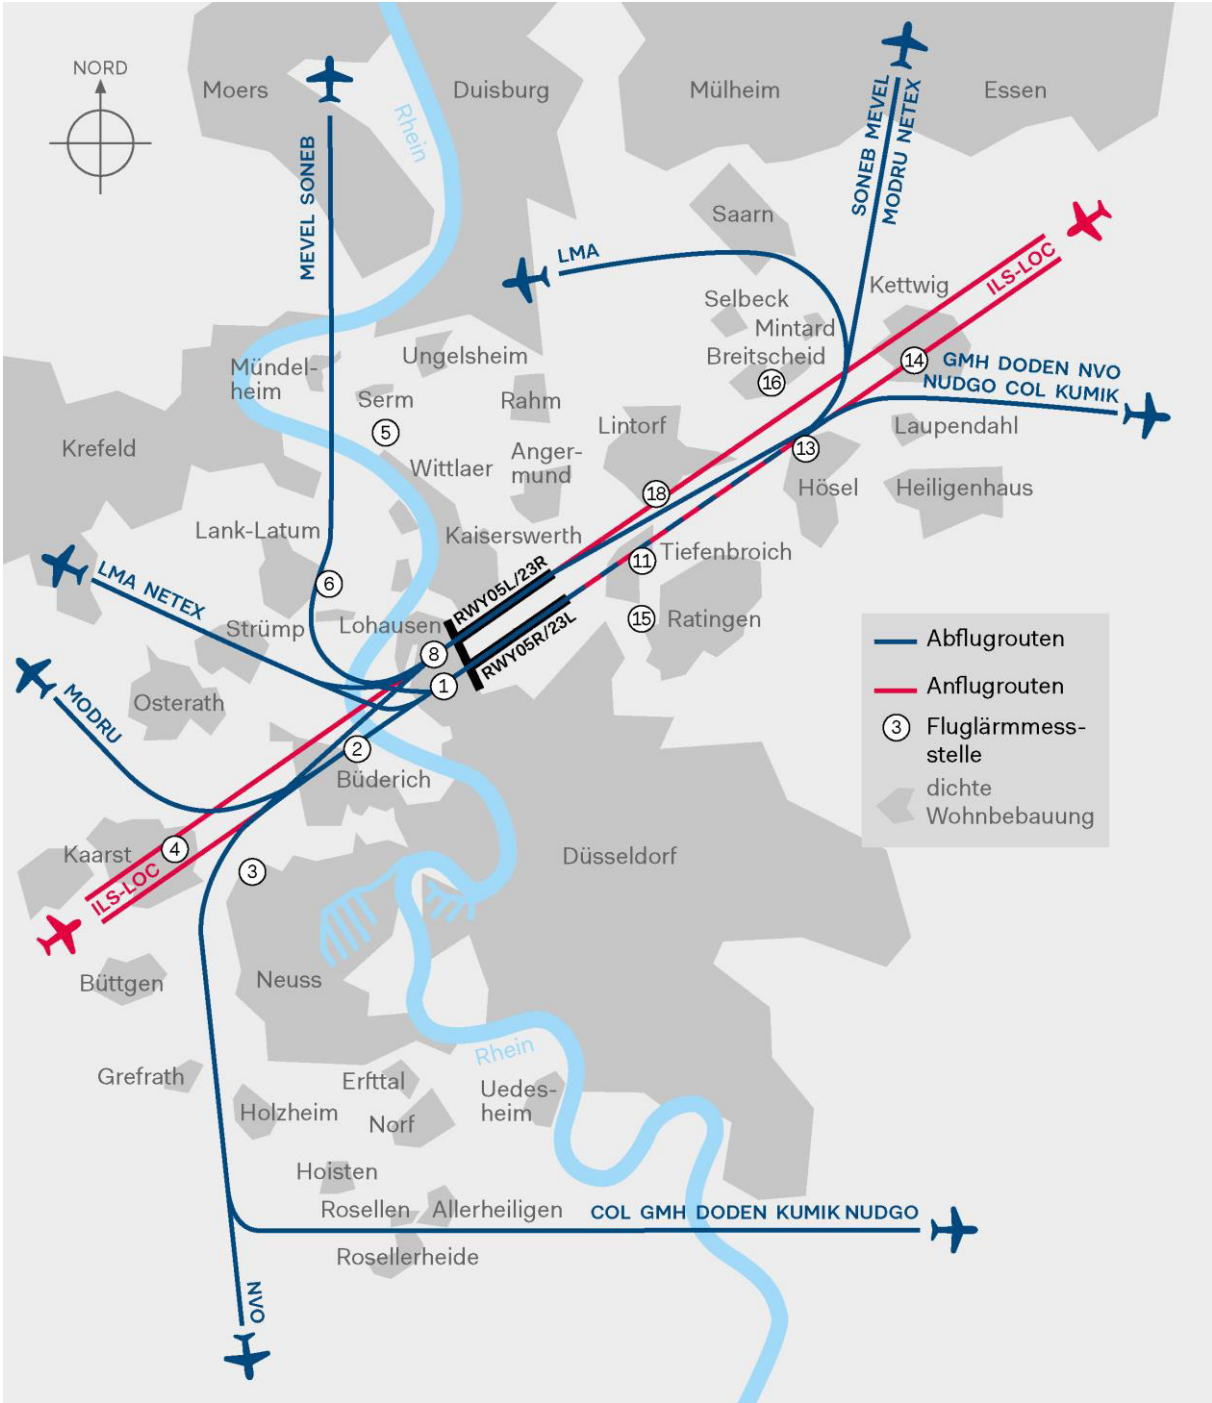 NORD
Moers
Duisburg
Mülheim
Essen
Rhein
MEVEL SONEB
SONEB MEVEL
MODRU NETEX
Saarn
LMA
ILS-LOC
Kettwig
Selbeck
Mintard
Breitscheid
16
14
GMH DODEN NVO
NUDGO COL KUMIK
Ungelsheim
Mündel-
heim
Serm
5
Rahm
Lintorf
Laupendahl
13
Krefeld
Wittlaer
Anger-
mund
18
Hösel
Heiligenhaus
Lank-Latum
Kaiserswerth
11
Tiefenbroich
LMA NETEX
6
RWY05L/23R
Strümp
Lohausen
8
RWY05R/23L
15
Ratingen
1
MODRU
Osterath
2
Büderich
Abflugrouten
Anflugrouten
3
Fluglärmmess-
stelle
dichte
Wohnbebauung
Kaarst
4
ILS-LOC
3
Düsseldorf
Büttgen
Neuss
Rhein
Grefrath
Erfttal
Uedes-
heim
Holzheim
Norf
Hoisten
Rosellen
Allerheiligen
COL GMH DODEN KUMIK NUDGO
Rosellerheide
NVO